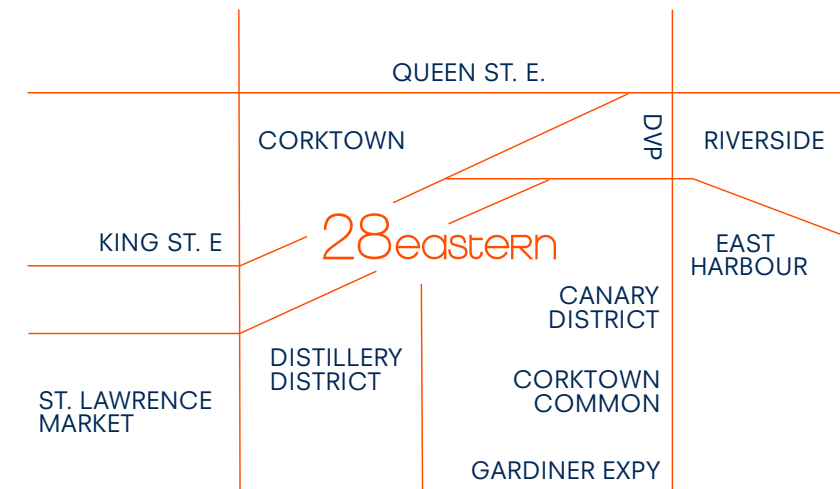 QUEEN ST. E.
CORKTOWN
DVP
RIVERSIDE
KING ST. E
28eastern
EAST
HARBOUR
CANARY
DISTRICT
DISTILLERY
DISTRICT
CORKTOWN
COMMON
ST. LAWRENCE
MARKET
GARDINER EXPY